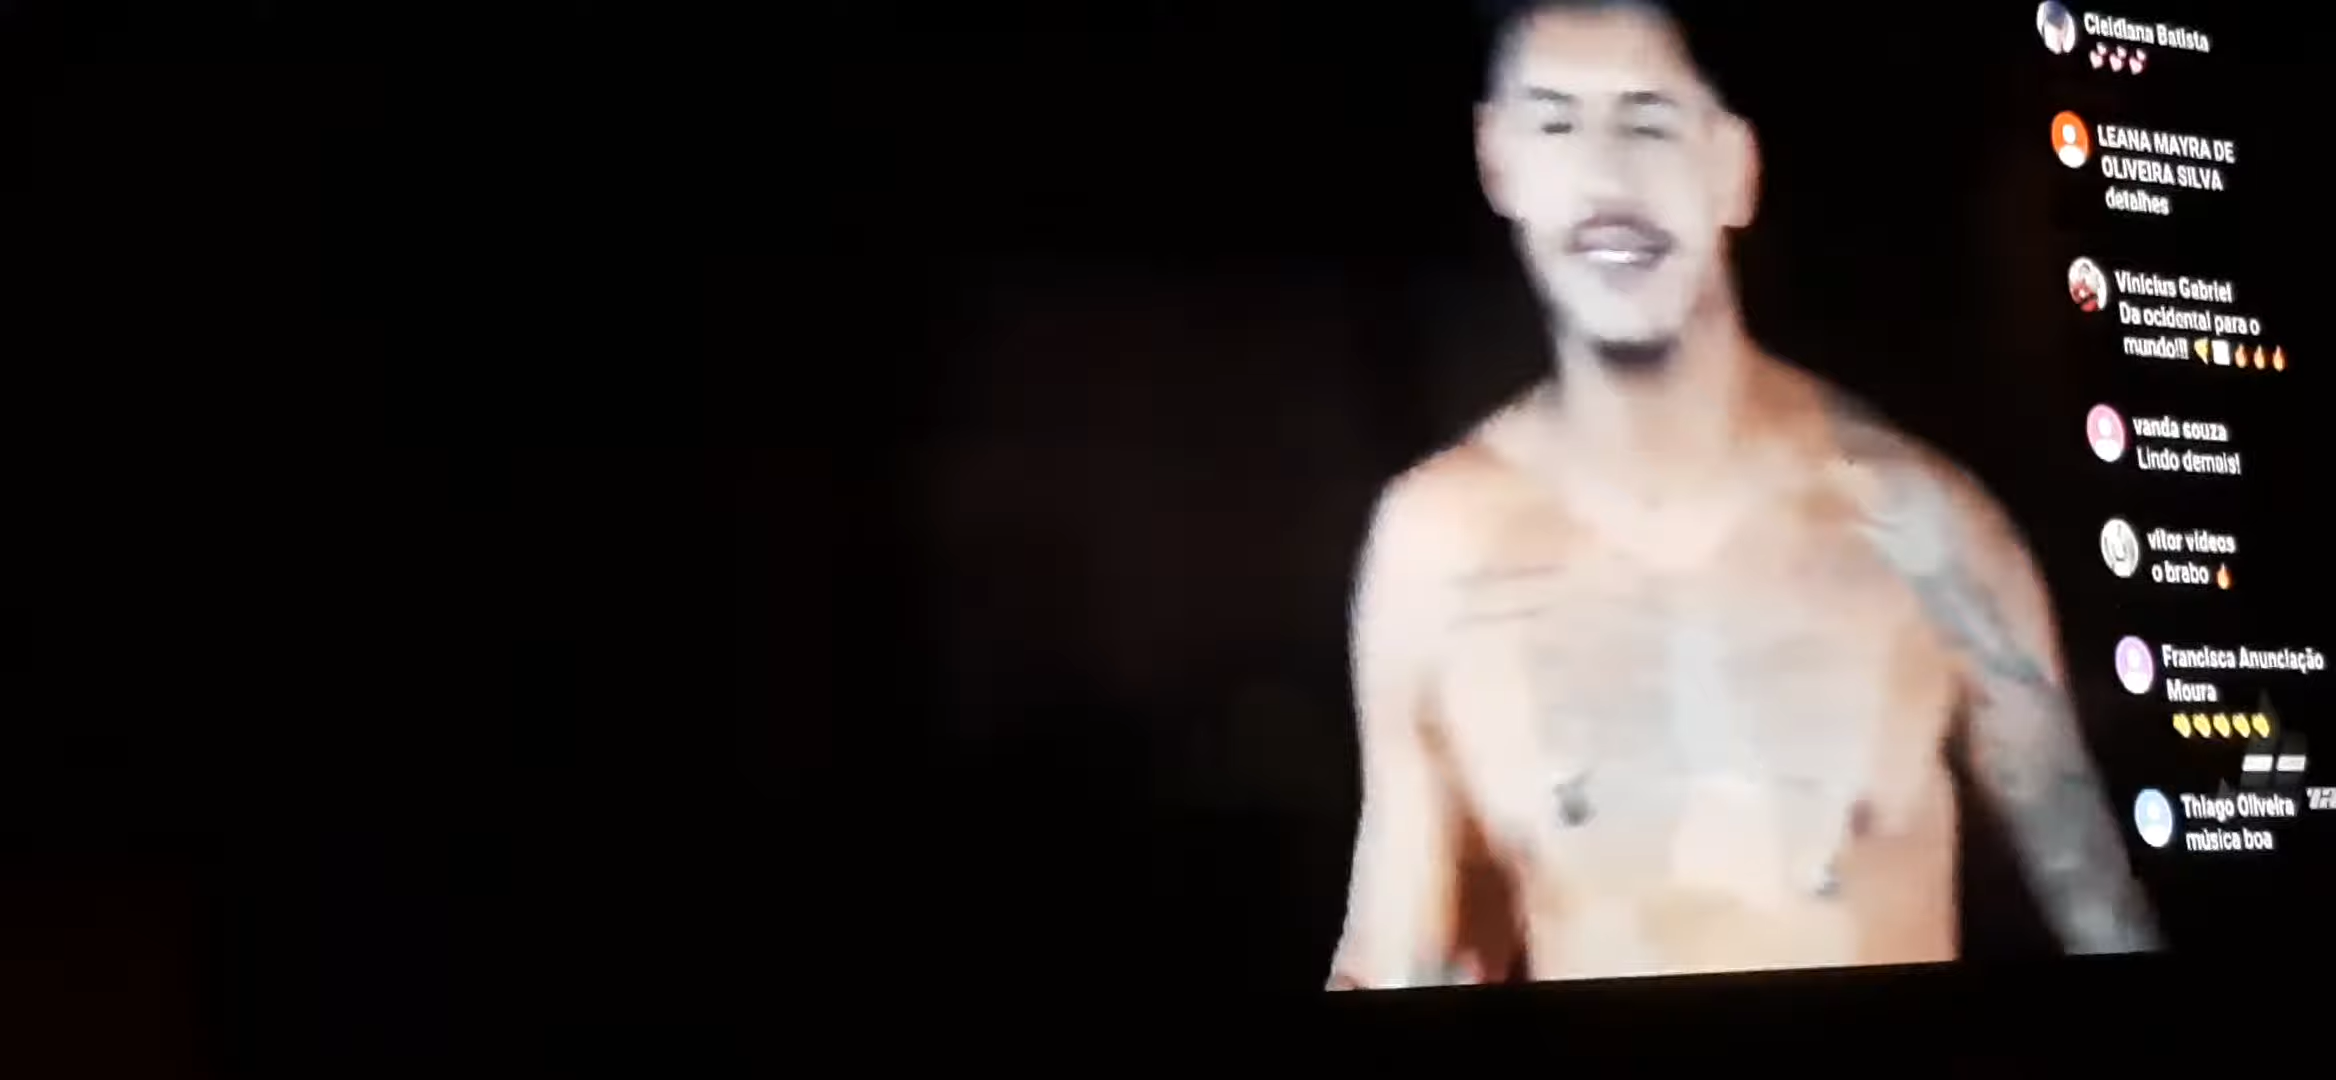 Cleidiana Batista
💕💕💕
LEANA MAYRA DE
OLIVEIRA SILVA
detalhes
Vinicius Gabriel
Da ocidental para o
mundo!!! 🔥🔥🔥
vanda souza
Lindo demais!
vitor videos
o brabo 🔥
Francisca Anunciação
Moura
💛💛💛💛💛
Thiago Oliveira
música boa